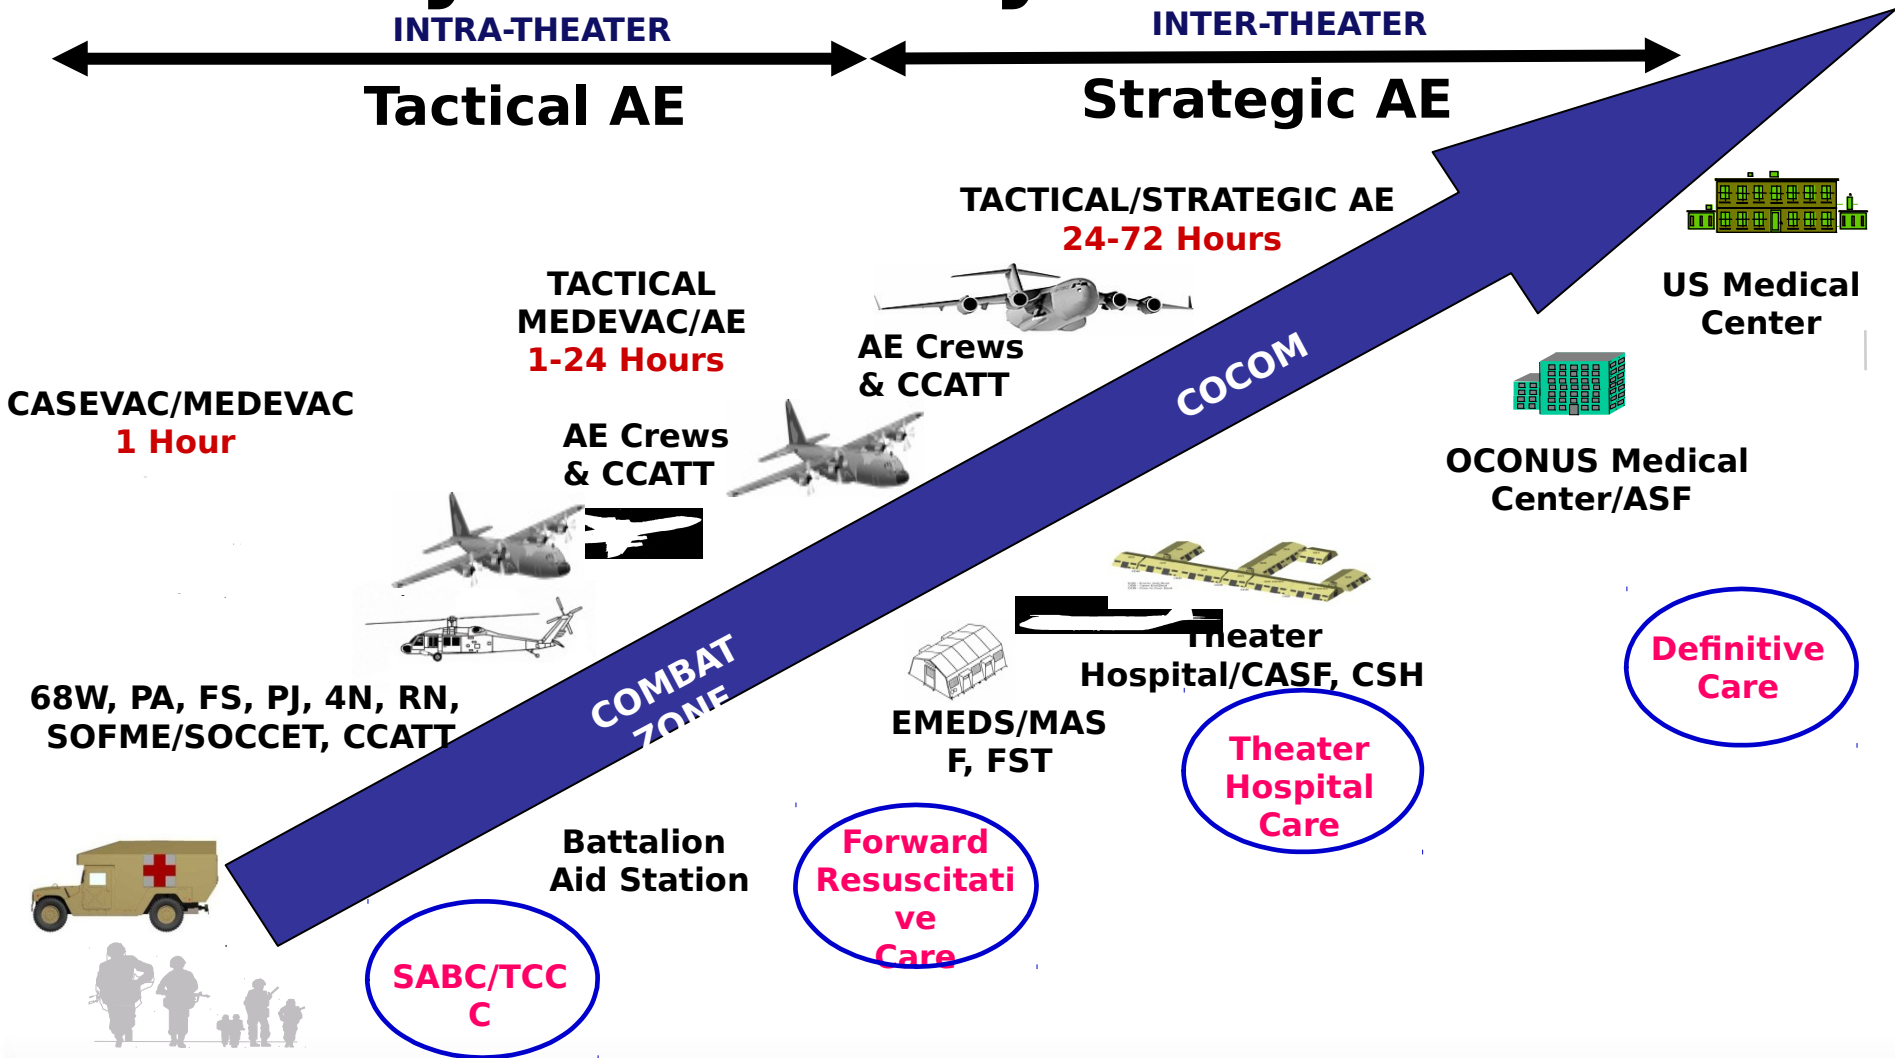 INTRA-THEATER
INTER-THEATER
Tactical AE
Strategic AE
TACTICAL/STRATEGIC AE
24-72 Hours
TACTICAL
MEDEVAC/AE
1-24 Hours
AE Crews
& CCATT
CASEVAC/MEDEVAC
1 Hour
AE Crews
& CCATT
US Medical
Center
COCOM
OCONUS Medical
Center/ASF
COMBAT
ZONE
68W, PA, FS, PJ, 4N, RN,
SOFME/SOCCET, CCATT
Theater
Hospital/CASF, CSH
EMEDS/MAS
F, FST
Definitive
Care
Theater
Hospital
Care
Battalion
Aid Station
Forward
Resuscitati
ve
Care
SABC/TCC
C